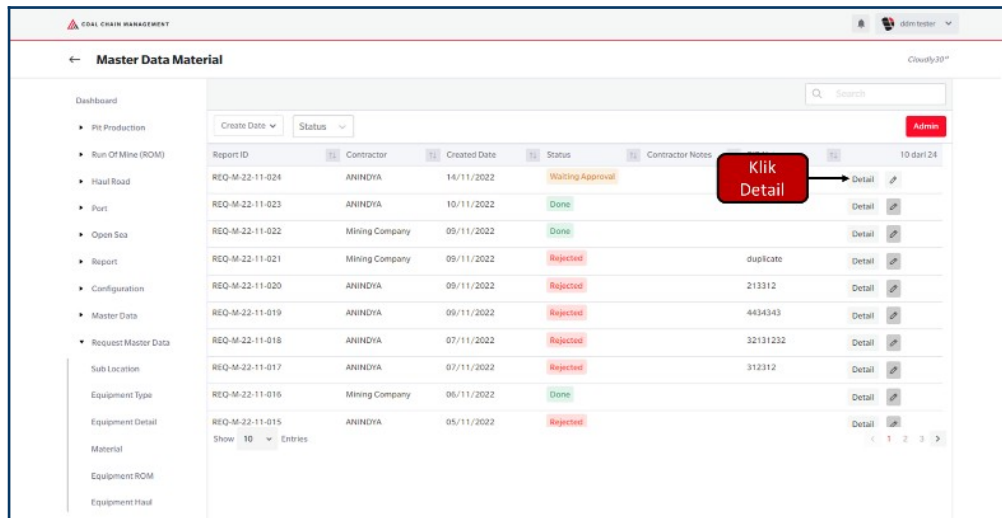 COAL CHAIN MANAGEMENT
ddm tester
Master Data Material
Cloudly 30°
Search
Dashboard
Pit Production
Run Of Mine (ROM)
Haul Road
Port
Open Sea
Report
Configuration
Master Data
Request Master Data
Sub Location
Equipment Type
Equipment Detail
Material
Equipment ROM
Equipment Haul
Create Date Status Admin
Report ID Contractor Created Date Status Contractor Notes 10 dari 24
Klik
Detail
REQ-M-22-11-024 ANINDYA 14/11/2022 Waiting Approval Detail
REQ-M-22-11-023 ANINDYA 10/11/2022 Done Detail
REQ-M-22-11-022 Mining Company 09/11/2022 Done Detail
REQ-M-22-11-021 Mining Company 09/11/2022 Rejected duplicate Detail
REQ-M-22-11-020 ANINDYA 09/11/2022 Rejected 213312 Detail
REQ-M-22-11-019 ANINDYA 09/11/2022 Rejected 4434343 Detail
REQ-M-22-11-018 ANINDYA 07/11/2022 Rejected 32131232 Detail
REQ-M-22-11-017 ANINDYA 07/11/2022 Rejected 312312 Detail
REQ-M-22-11-016 Mining Company 06/11/2022 Done Detail
REQ-M-22-11-015 ANINDYA 05/11/2022 Rejected Detail
Show 10 Entries
1 2 3